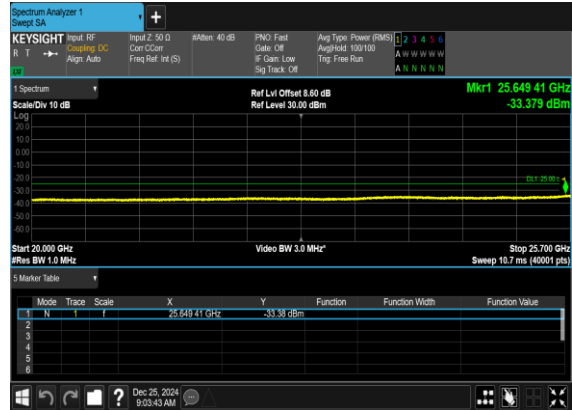 Spectrum Analyzer 1
Swept SA
+
KEYSIGHT Input: RF Input Z: 50 Ω #Atten: 40 dB PNO: Fast Avg Type: Power (RMS) 1 2 3 4 5 6
R T Coupling: DC Corr CCorr Gate: Off Avg|Hold: 100/100 A W W W W W
Align: Auto Freq Ref: Int (S) IF Gain: Low Trig: Free Run
Sig Track: Off A N N N N N
1 Spectrum Ref Lvl Offset 8.60 dB Mkr1 25.649 41 GHz
Scale/Div 10 dB Ref Level 30.00 dBm -33.379 dBm
Log
20.0
10.0
0.00
-10.0
-20.0
DL1 -25.00
-30.0
-40.0
-50.0
-60.0
Start 20.000 GHz Video BW 3.0 MHz* Stop 25.700 GHz
#Res BW 1.0 MHz Sweep 10.7 ms (40001 pts)
5 Marker Table
Mode Trace Scale X Y Function Function Width Function Value
1 N 1 f 25.649 41 GHz -33.38 dBm
2
3
4
5
6
? Dec 25, 2024
9:03:43 AM